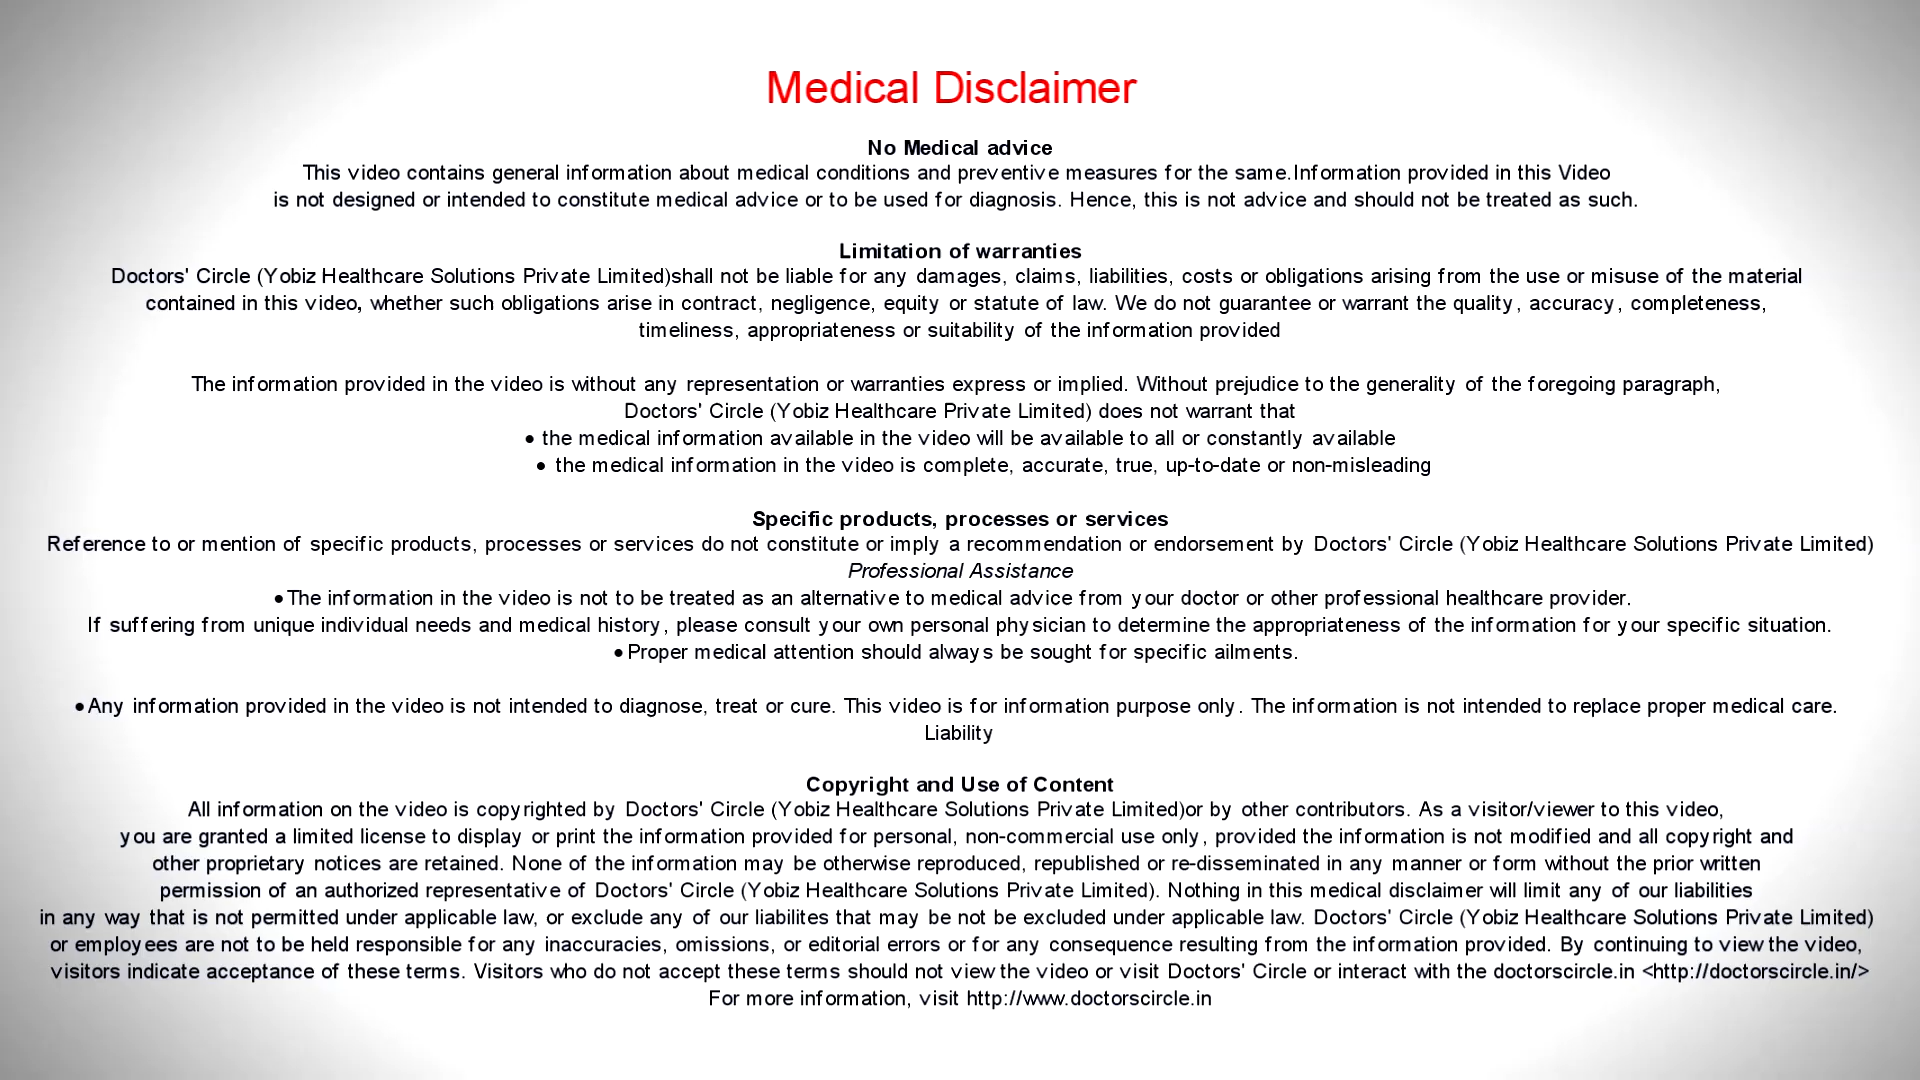 Medical Disclaimer
No Medical advice
This video contains general information about medical conditions and preventive measures for the same.Information provided in this Video
is not designed or intended to constitute medical advice or to be used for diagnosis. Hence, this is not advice and should not be treated as such.
Limitation of warranties
Doctors' Circle (Yobiz Healthcare Solutions Private Limited)shall not be liable for any damages, claims, liabilities, costs or obligations arising from the use or misuse of the material
contained in this video, whether such obligations arise in contract, negligence, equity or statute of law. We do not guarantee or warrant the quality, accuracy, completeness,
timeliness, appropriateness or suitability of the information provided
The information provided in the video is without any representation or warranties express or implied. Without prejudice to the generality of the foregoing paragraph,
Doctors' Circle (Yobiz Healthcare Private Limited) does not warrant that
• the medical information available in the video will be available to all or constantly available
• the medical information in the video is complete, accurate, true, up-to-date or non-misleading
Specific products, processes or services
Reference to or mention of specific products, processes or services do not constitute or imply a recommendation or endorsement by Doctors' Circle (Yobiz Healthcare Solutions Private Limited)
Professional Assistance
•The information in the video is not to be treated as an alternative to medical advice from your doctor or other professional healthcare provider.
If suffering from unique individual needs and medical history, please consult your own personal physician to determine the appropriateness of the information for your specific situation.
•Proper medical attention should always be sought for specific ailments.
•Any information provided in the video is not intended to diagnose, treat or cure. This video is for information purpose only. The information is not intended to replace proper medical care.
Liability
Copyright and Use of Content
All information on the video is copyrighted by Doctors' Circle (Yobiz Healthcare Solutions Private Limited)or by other contributors. As a visitor/viewer to this video,
you are granted a limited license to display or print the information provided for personal, non-commercial use only, provided the information is not modified and all copyright and
other proprietary notices are retained. None of the information may be otherwise reproduced, republished or re-disseminated in any manner or form without the prior written
permission of an authorized representative of Doctors' Circle (Yobiz Healthcare Solutions Private Limited). Nothing in this medical disclaimer will limit any of our liabilities
in any way that is not permitted under applicable law, or exclude any of our liabilites that may be not be excluded under applicable law. Doctors' Circle (Yobiz Healthcare Solutions Private Limited)
or employees are not to be held responsible for any inaccuracies, omissions, or editorial errors or for any consequence resulting from the information provided. By continuing to view the video,
visitors indicate acceptance of these terms. Visitors who do not accept these terms should not view the video or visit Doctors' Circle or interact with the doctorscircle.in <http://doctorscircle.in/>
For more information, visit http://www.doctorscircle.in